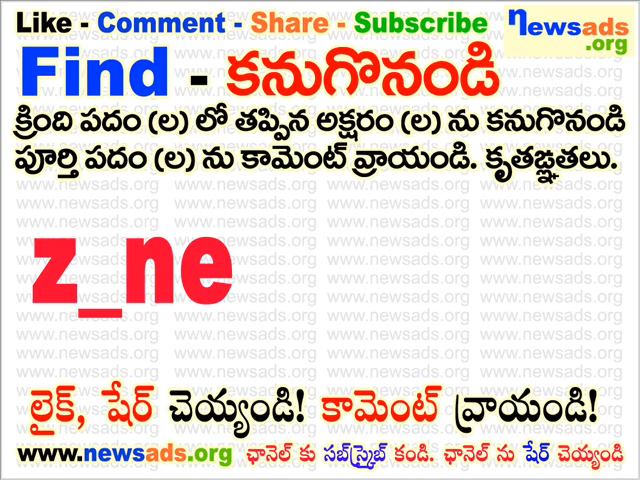 Like - Comment - Share - Subscribe
newsads
.org
Find - కనుగొనండి
క్రింది పదం (ల) లో తప్పిన అక్షరం (ల) ను కనుగొనండి
పూర్తి పదం (ల) ను కామెంట్ వ్రాయండి. కృతజ్ఞతలు.
z_ne
లైక్, షేర్ చెయ్యండి! కామెంట్ వ్రాయండి!
www.newsads.org ఛానెల్ కు సబ్‌స్క్రైబ్ కండి. ఛానెల్ ను షేర్ చెయ్యండి